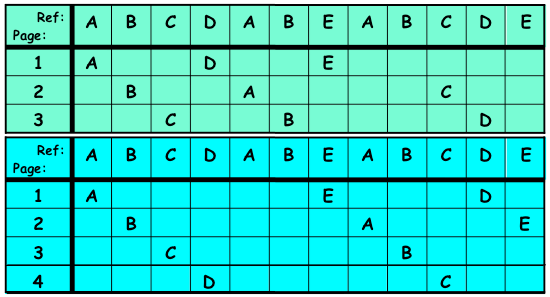 Ref: Page: A B C D A B E A B C D E
1 A D E
2 B A C
3 C B D
Ref: Page: A B C D A B E A B C D E
1 A E D
2 B A E
3 C B
4 D C